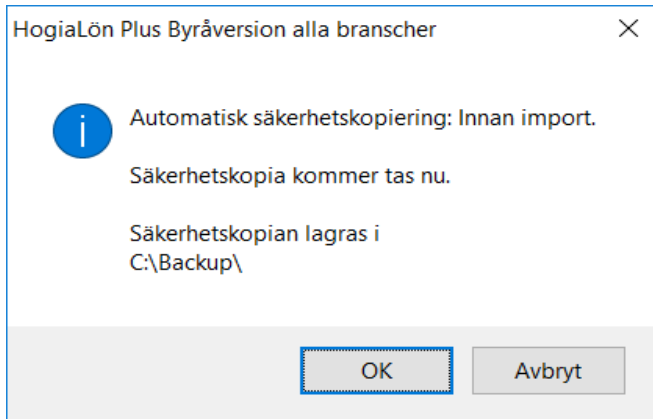 HogiaLön Plus Byråversion alla branscher
Automatisk säkerhetskopiering: Innan import.
Säkerhetskopia kommer tas nu.
Säkerhetskopian lagras i
C:\Backup\
OK
Avbryt